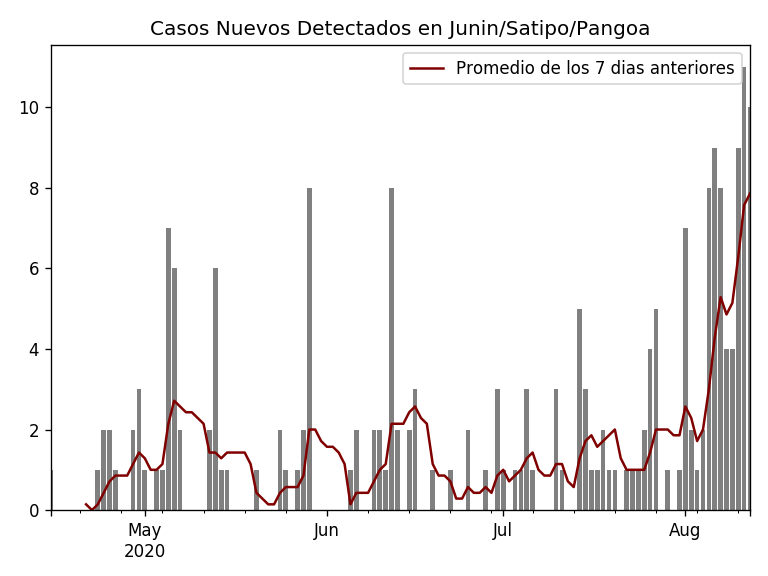 Casos Nuevos Detectados en Junin/Satipo/Pangoa
Promedio de los 7 dias anteriores
10
8
6
4
2
0
May Jun Jul Aug
2020